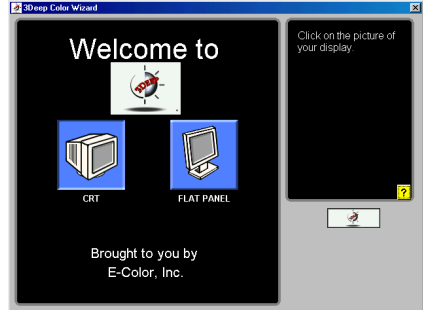 3Deep Color Wizard
Welcome to
3DEEP
CRT
FLAT PANEL
Brought to you by
E-Color, Inc.
Click on the picture of
your display.
?